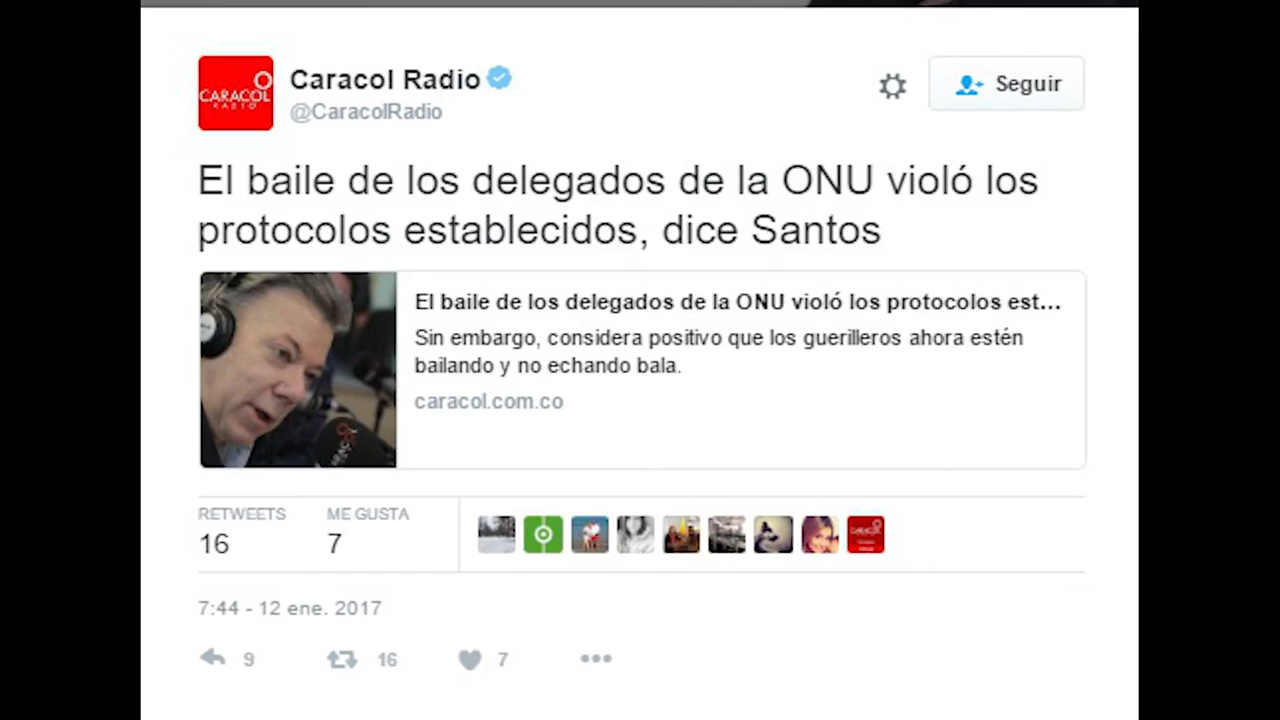 CARACOL
RADIO
Caracol Radio
@CaracolRadio
Seguir
El baile de los delegados de la ONU violó los
protocolos establecidos, dice Santos
El baile de los delegados de la ONU violó los protocolos est...
Sin embargo, considera positivo que los guerilleros ahora estén
bailando y no echando bala.
caracol.com.co
RETWEETS
ME GUSTA
16
7
7:44 - 12 ene. 2017
9
16
7